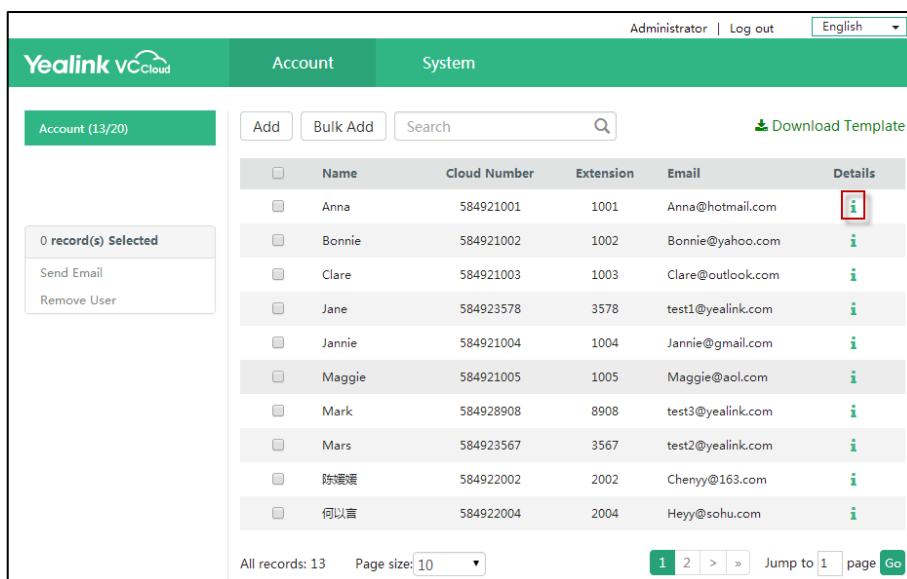 Administrator | Log out English
Yealink VCCloud Account System
Account (13/20)
Add Bulk Add Search Download Template
Name Cloud Number Extension Email Details
Anna 584921001 1001 Anna@hotmail.com
0 record(s) Selected
Send Email
Remove User
Bonnie 584921002 1002 Bonnie@yahoo.com
Clare 584921003 1003 Clare@outlook.com
Jane 584923578 3578 test1@yealink.com
Jannie 584921004 1004 Jannie@gmail.com
Maggie 584921005 1005 Maggie@aol.com
Mark 584928908 8908 test3@yealink.com
Mars 584923567 3567 test2@yealink.com
陈媛媛 584922002 2002 Chenyy@163.com
何以言 584922004 2004 Heyy@sohu.com
All records: 13 Page size: 10 1 2 > » Jump to 1 page Go